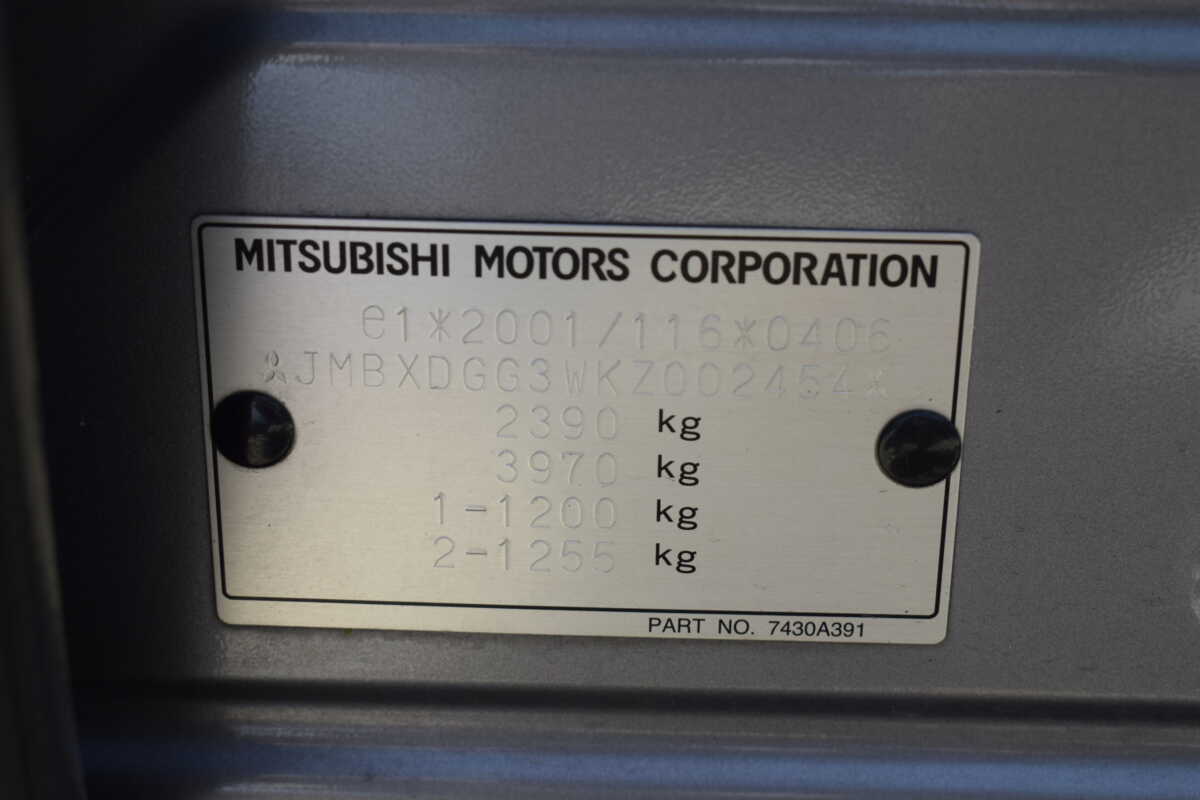 MITSUBISHI MOTORS CORPORATION
e1*2001/116*0406
JMBXDGG3WKZ002454*
2390 kg
3970 kg
1-1200 kg
2-1255 kg
PART NO. 7430A391